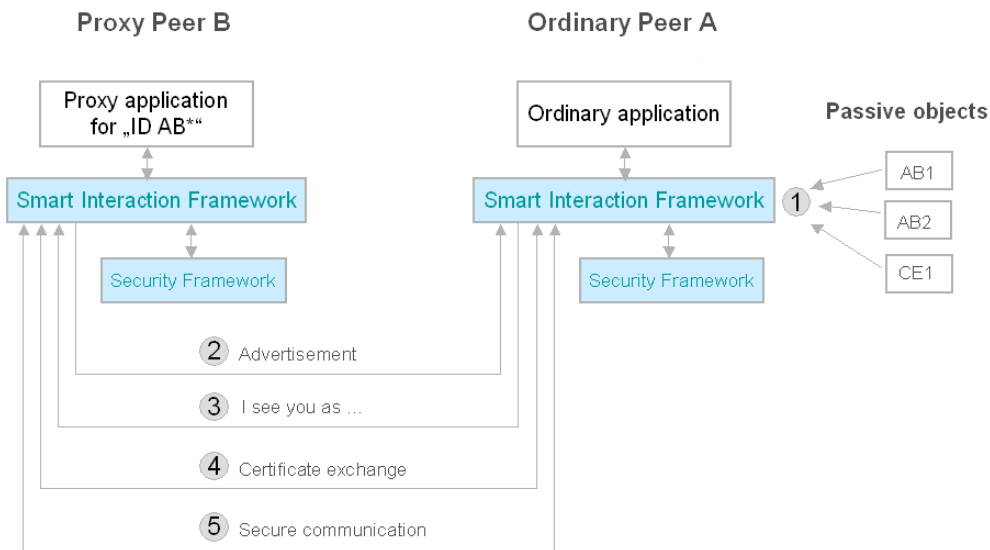 Proxy Peer B
Ordinary Peer A
Proxy application
for „ID AB*“
Ordinary application
Passive objects
AB1
AB2
CE1
Smart Interaction Framework
Smart Interaction Framework
1
Security Framework
Security Framework
2 Advertisement
3 I see you as ...
4 Certificate exchange
5 Secure communication